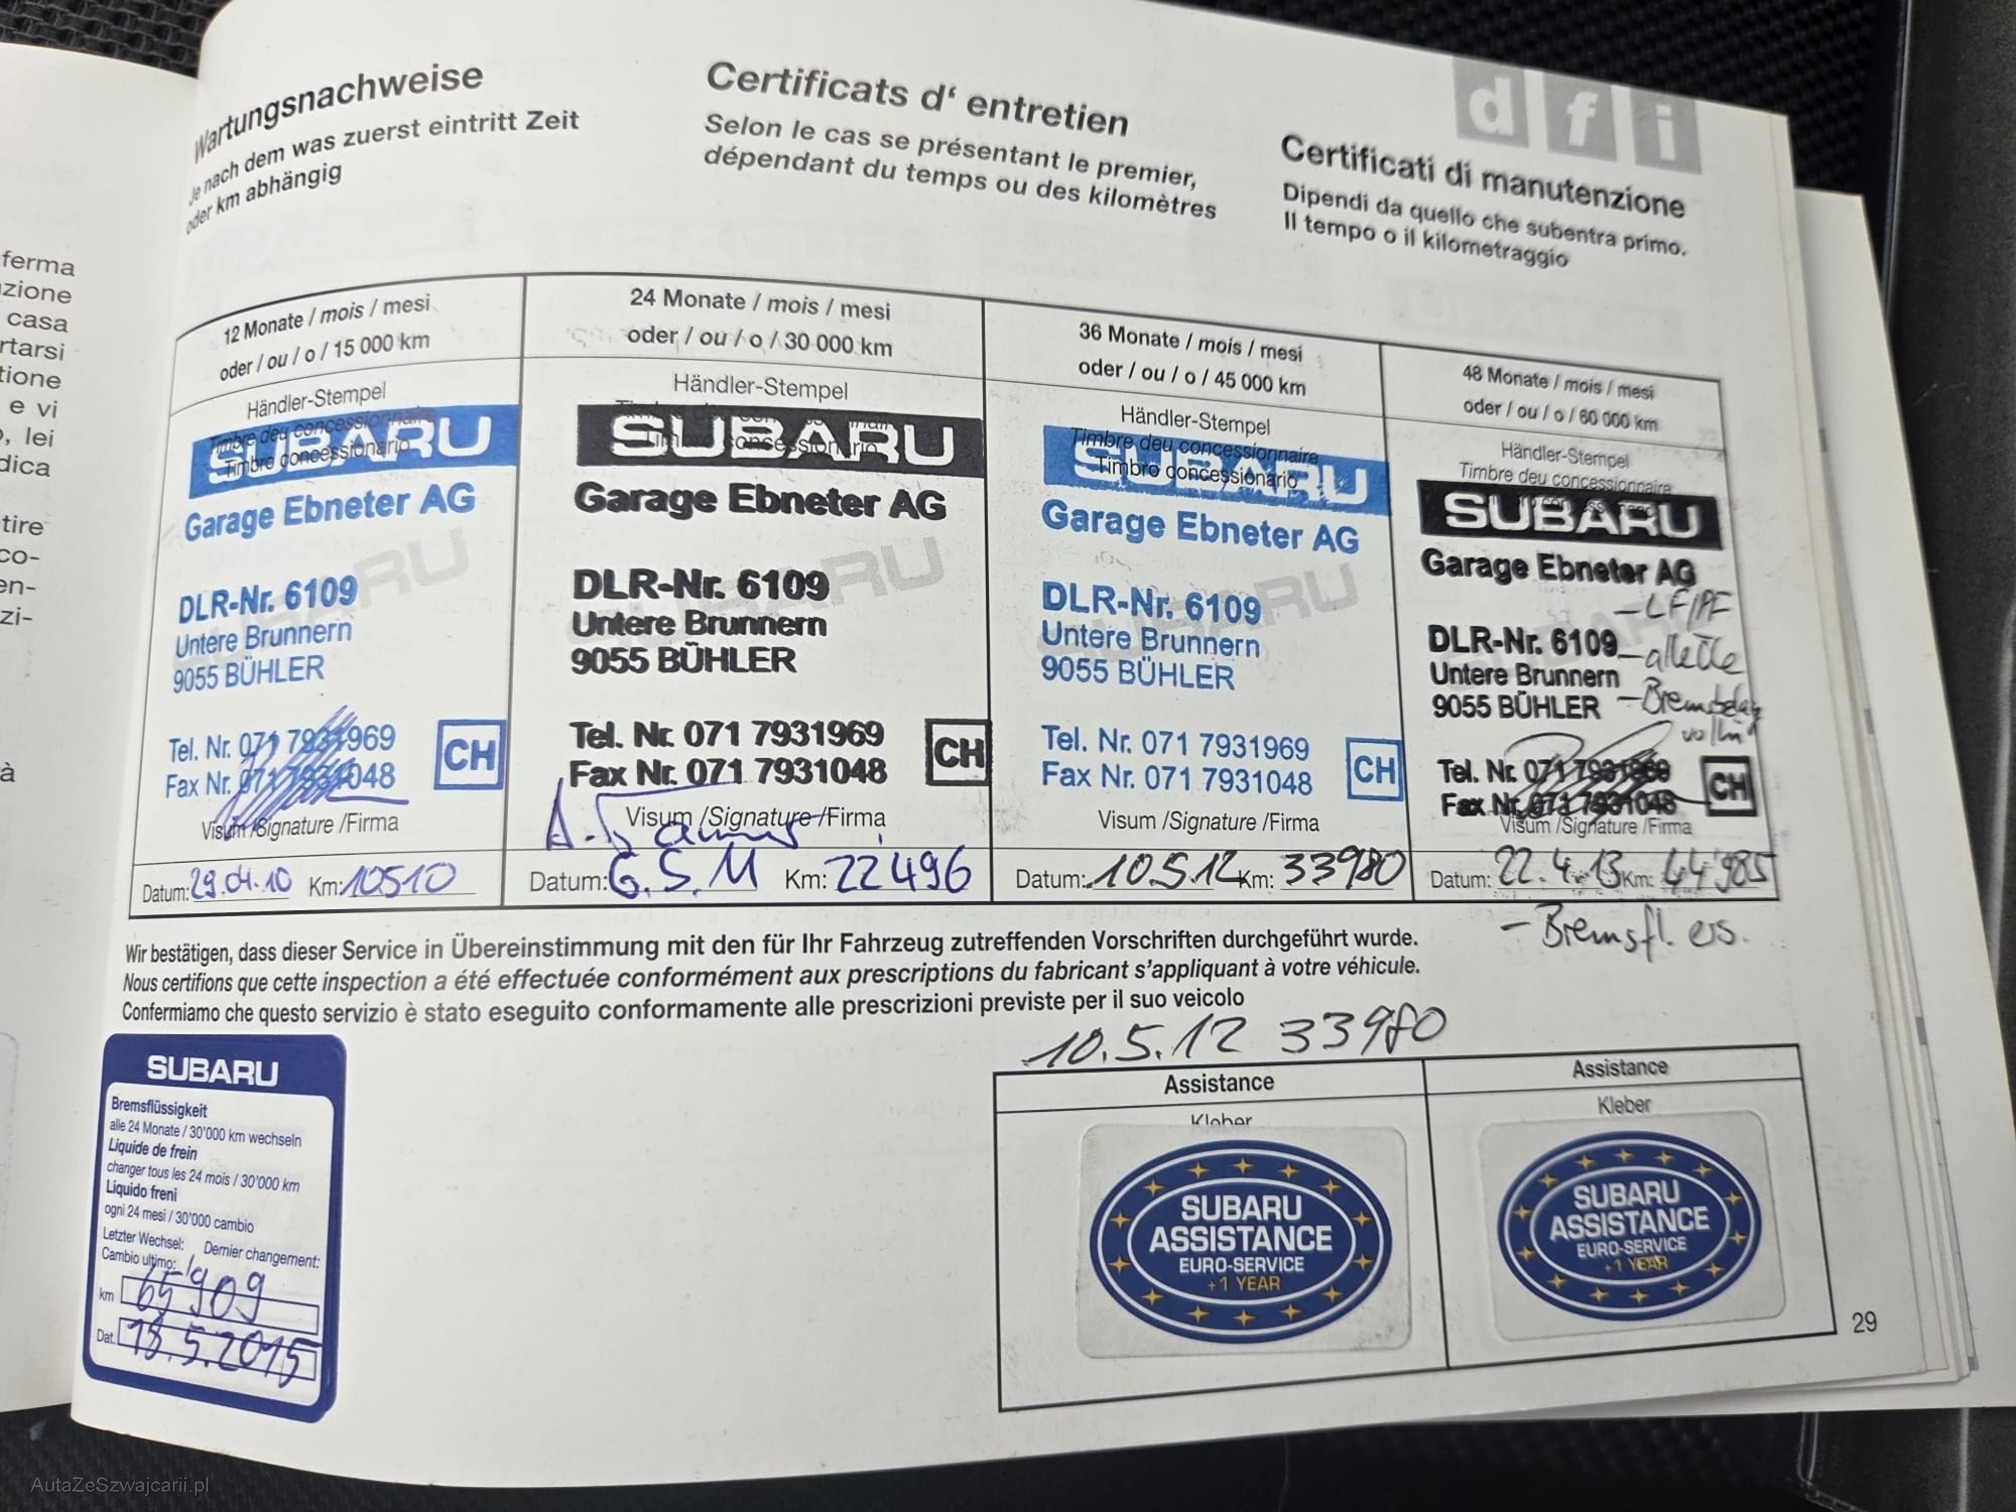 ferma
zione
casa
rtarsi
tione
e vi
, lei
dica
tire
co-
en-
zi-
à
Wartungsnachweise
Je nach dem was zuerst eintritt Zeit
oder km abhängig
Certificats d' entretien
Selon le cas se présentant le premier,
dépendant du temps ou des kilomètres
d f i
Certificati di manutenzione
Dipendi da quello che subentra primo.
Il tempo o il kilometraggio
12 Monate / mois / mesi
oder / ou / o / 15 000 km
Händler-Stempel
Timbre deu concessionnaire
Timbro concessionario
SUBARU
Garage Ebneter AG
DLR-Nr. 6109
Untere Brunnern
9055 BÜHLER
Tel. Nr. 071 7931969
Fax Nr. 071 7931048
CH
Visum /Signature /Firma
Datum: 29.04.10 Km: 10510
24 Monate / mois / mesi
oder / ou / o / 30 000 km
Händler-Stempel
SUBARU
Garage Ebneter AG
DLR-Nr. 6109
Untere Brunnern
9055 BÜHLER
Tel. Nr. 071 7931969
Fax Nr. 071 7931048
CH
Visum /Signature /Firma
Datum: 6.5.11 Km: 22496
36 Monate / mois / mesi
oder / ou / o / 45 000 km
Händler-Stempel
Timbre deu concessionnaire
Timbro concessionario
SUBARU
Garage Ebneter AG
DLR-Nr. 6109
Untere Brunnern
9055 BÜHLER
Tel. Nr. 071 7931969
Fax Nr. 071 7931048
CH
Visum /Signature /Firma
Datum: 10.5.12 Km: 33980
48 Monate / mois / mesi
oder / ou / o / 60 000 km
Händler-Stempel
Timbre deu concessionnaire
SUBARU
Garage Ebneter AG
- LF/PF
DLR-Nr. 6109
Untere Brunnern
9055 BÜHLER
Tel. Nr. 071 7931969
Fax Nr. 071 7931048
CH
Visum /Signature /Firma
Datum: 22.4.13 Km: 44'985
- Bremsfl. ers.
Wir bestätigen, dass dieser Service in Übereinstimmung mit den für Ihr Fahrzeug zutreffenden Vorschriften durchgeführt wurde.
Nous certifions que cette inspection a été effectuée conformément aux prescriptions du fabricant s'appliquant à votre véhicule.
Confermiamo che questo servizio è stato eseguito conformamente alle prescrizioni previste per il suo veicolo
SUBARU
Bremsflüssigkeit
alle 24 Monate / 30'000 km wechseln
Liquide de frein
changer tous les 24 mois / 30'000 km
Liquido freni
ogni 24 mesi / 30'000 cambio
Letzter Wechsel: Dernier changement:
Cambio ultimo:
km 65'909
Dat. 18.5.2015
10.5.12 33980
Assistance
Kleber
SUBARU
ASSISTANCE
EURO-SERVICE
+1 YEAR
Assistance
Kleber
SUBARU
ASSISTANCE
EURO-SERVICE
+1 YEAR
29
AutaZeSzwajcarii.pl